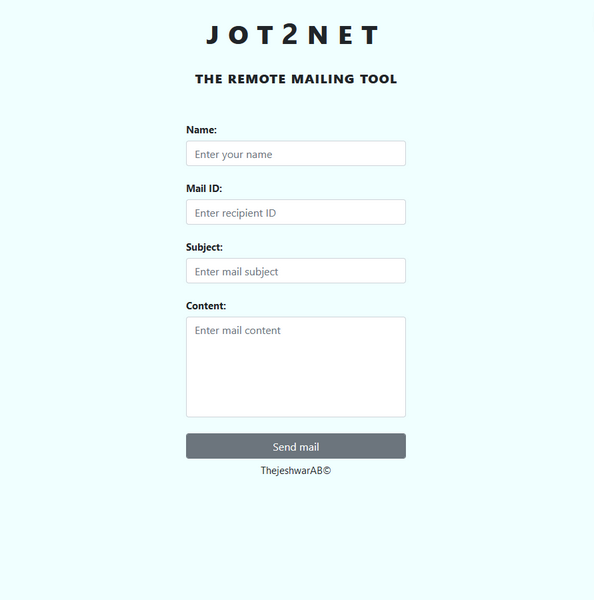 JOT2NET
THE REMOTE MAILING TOOL
Name:
Enter your name
Mail ID:
Enter recipient ID
Subject:
Enter mail subject
Content:
Enter mail content
Send mail
ThejeshwarAB©